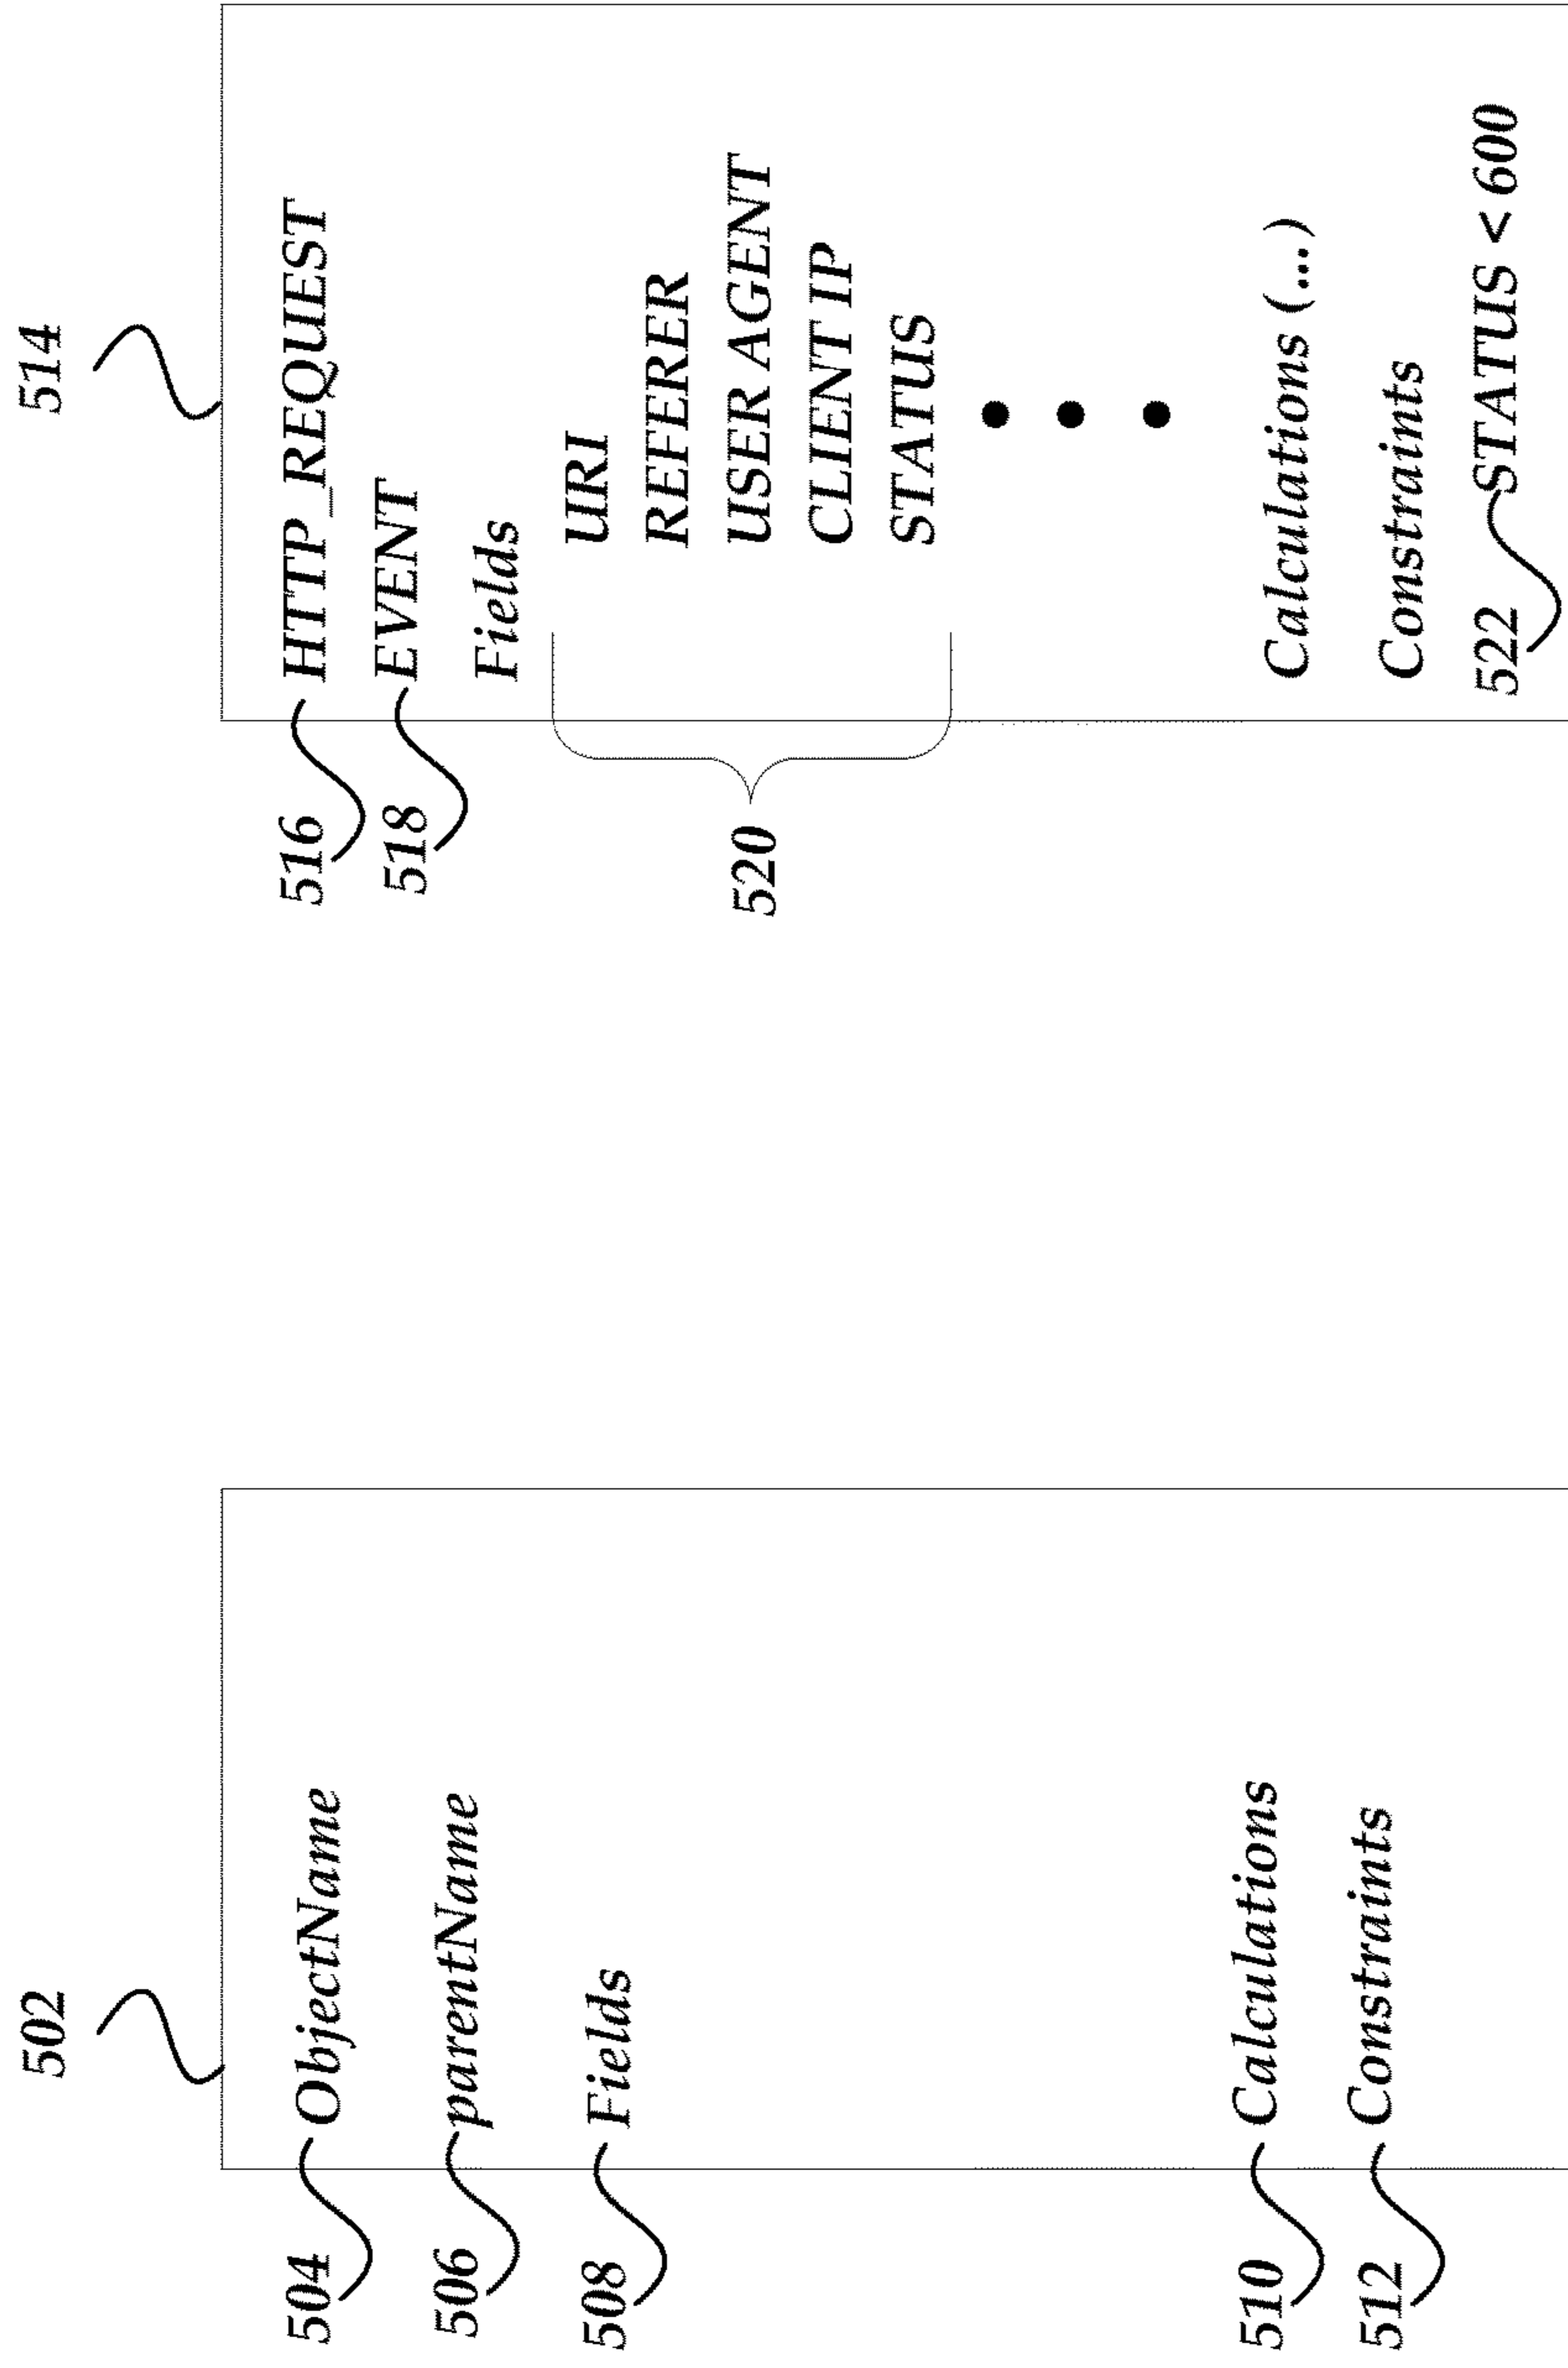 502
504 ObjectName
506 parentName
508 Fields
510 Calculations
512 Constraints
514
516 HTTP_REQUEST
518 EVENT
Fields
URI
REFERER
520 USER AGENT
CLIENT IP
STATUS
Calculations (...)
Constraints
522 STATUS < 600